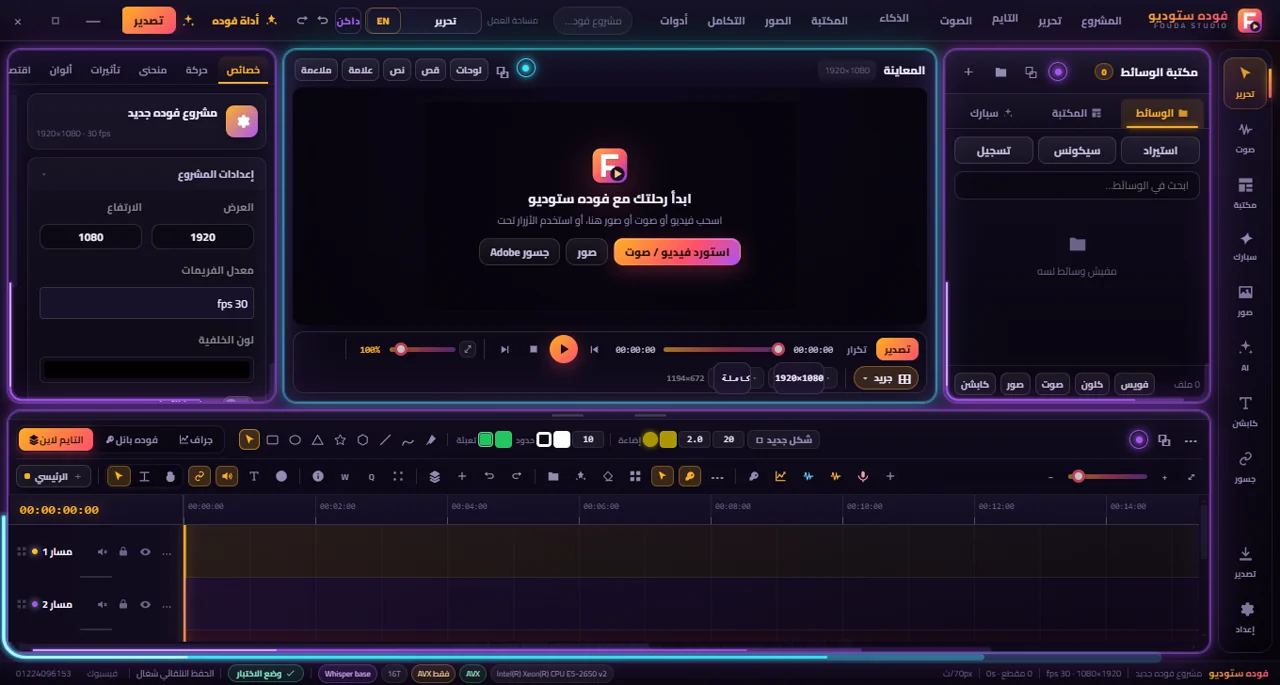 فوده ستوديو
FOUDA STUDIO
المشروع
تحرير
التايم
الصوت
الذكاء
المكتبة
الصور
التكامل
أدوات
مشروع فود...
مساحة العمل
تحرير
EN
داكن
أداة فوده
تصدير
تحرير
صوت
مكتبة
سبارك
صور
AI
كابشن
جسور
تصدير
إعداد
مكتبة الوسائط
0
الوسائط
المكتبة
سبارك
استيراد
سيكونس
تسجيل
ابحث في الوسائط...
مفيش وسائط لسه
0 ملف
فويس
كلون
صوت
صور
كابشن
المعاينة
1920×1080
لوحات
قص
نص
علامة
ملاءمة
ابدأ رحلتك مع فوده ستوديو
اسحب فيديو أو صوت أو صور هنا، أو استخدم الأزرار تحت
استورد فيديو / صوت
صور
جسور Adobe
تصدير
تكرار
00:00:00
00:00:00
100%
جريد
1920×1080
كاملة
1194×672
خصائص
حركة
منحنى
تأثيرات
ألوان
مشروع فوده جديد
1920×1080 · 30 fps
إعدادات المشروع
العرض
الارتفاع
1920
1080
معدل الفريمات
30 fps
لون الخلفية
التايم لاين
فوده بانل
جراف
تعبئة
حدود
10
إضاءة
2.0
20
شكل جديد
الرئيسي
W
Q
00:00:00:00
00:00:00
00:02:00
00:04:00
00:06:00
00:08:00
00:10:00
00:12:00
00:14:00
مسار 1
مسار 2
فوده ستوديو
مشروع فوده جديد
1080×1920 · 30 fps
0 مقطع · 0s
70px/ث
Intel(R) Xeon(R) CPU E5-2650 v2
AVX
AVX فقط
16T
Whisper base
وضع الاختبار
الحفظ التلقائي شغال
فيسبوك
01224096153